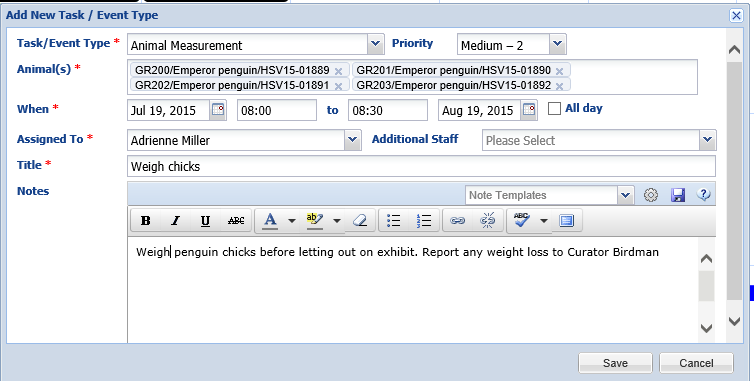 Add New Task / Event Type
Task/Event Type * Animal Measurement Priority Medium – 2
Animal(s) * GR200/Emperor penguin/HSV15-01889 GR201/Emperor penguin/HSV15-01890
GR202/Emperor penguin/HSV15-01891 GR203/Emperor penguin/HSV15-01892
When * Jul 19, 2015 08:00 to 08:30 Aug 19, 2015 All day
Assigned To * Adrienne Miller Additional Staff Please Select
Title * Weigh chicks
Notes Note Templates
B I U ABC A ab ABC
Weigh penguin chicks before letting out on exhibit. Report any weight loss to Curator Birdman
Save Cancel